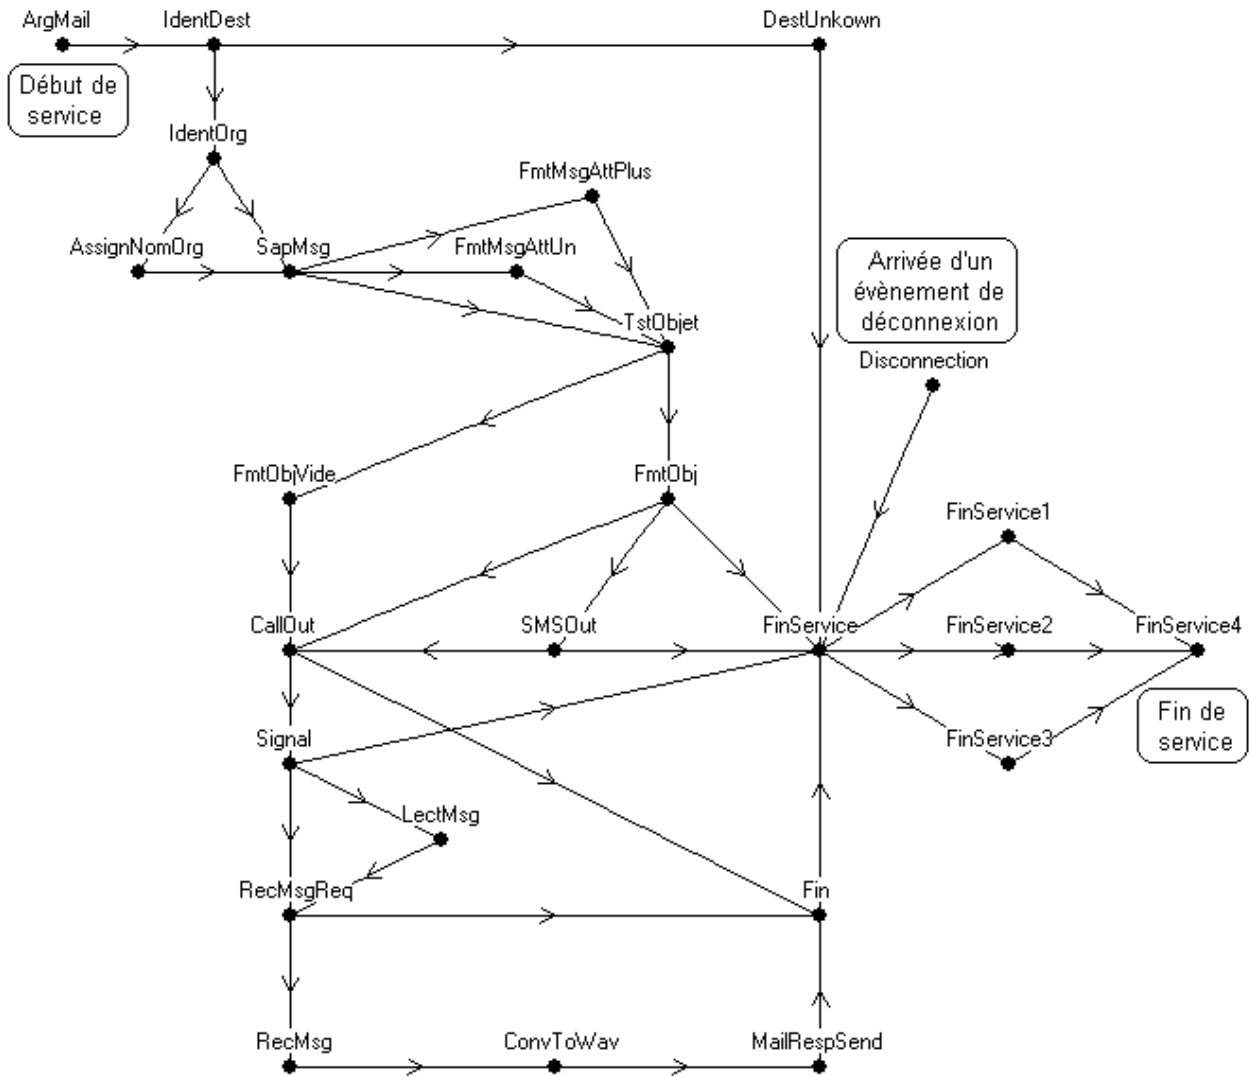 ArgMail
IdentDest
DestUnkown
Début de
service
IdentOrg
FmtMsgAttPlus
AssignNomOrg
SapMsg
FmtMsgAttUn
Arrivée d'un
évènement de
déconnexion
TstObjet
Disconnection
FmtObjVide
FmtObj
FinService1
CallOut
SMSOut
FinService
FinService2
FinService4
Signal
FinService3
Fin de
service
LectMsg
RecMsgReq
Fin
RecMsg
ConvToWav
MailRespSend